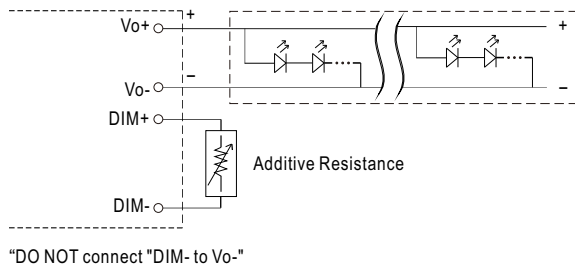 Vo+
+
+
–
Vo-
–
DIM+
Additive Resistance
DIM-
“DO NOT connect "DIM- to Vo-"